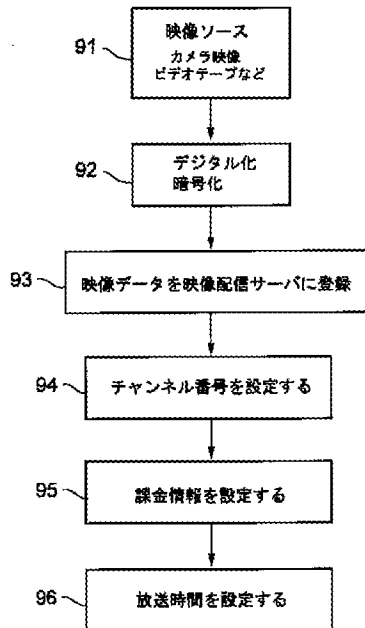 91
映像ソース
カメラ映像
ビデオテープなど
92
デジタル化
暗号化
93
映像データを映像配信サーバに登録
94
チャンネル番号を設定する
95
課金情報を設定する
96
放送時間を設定する